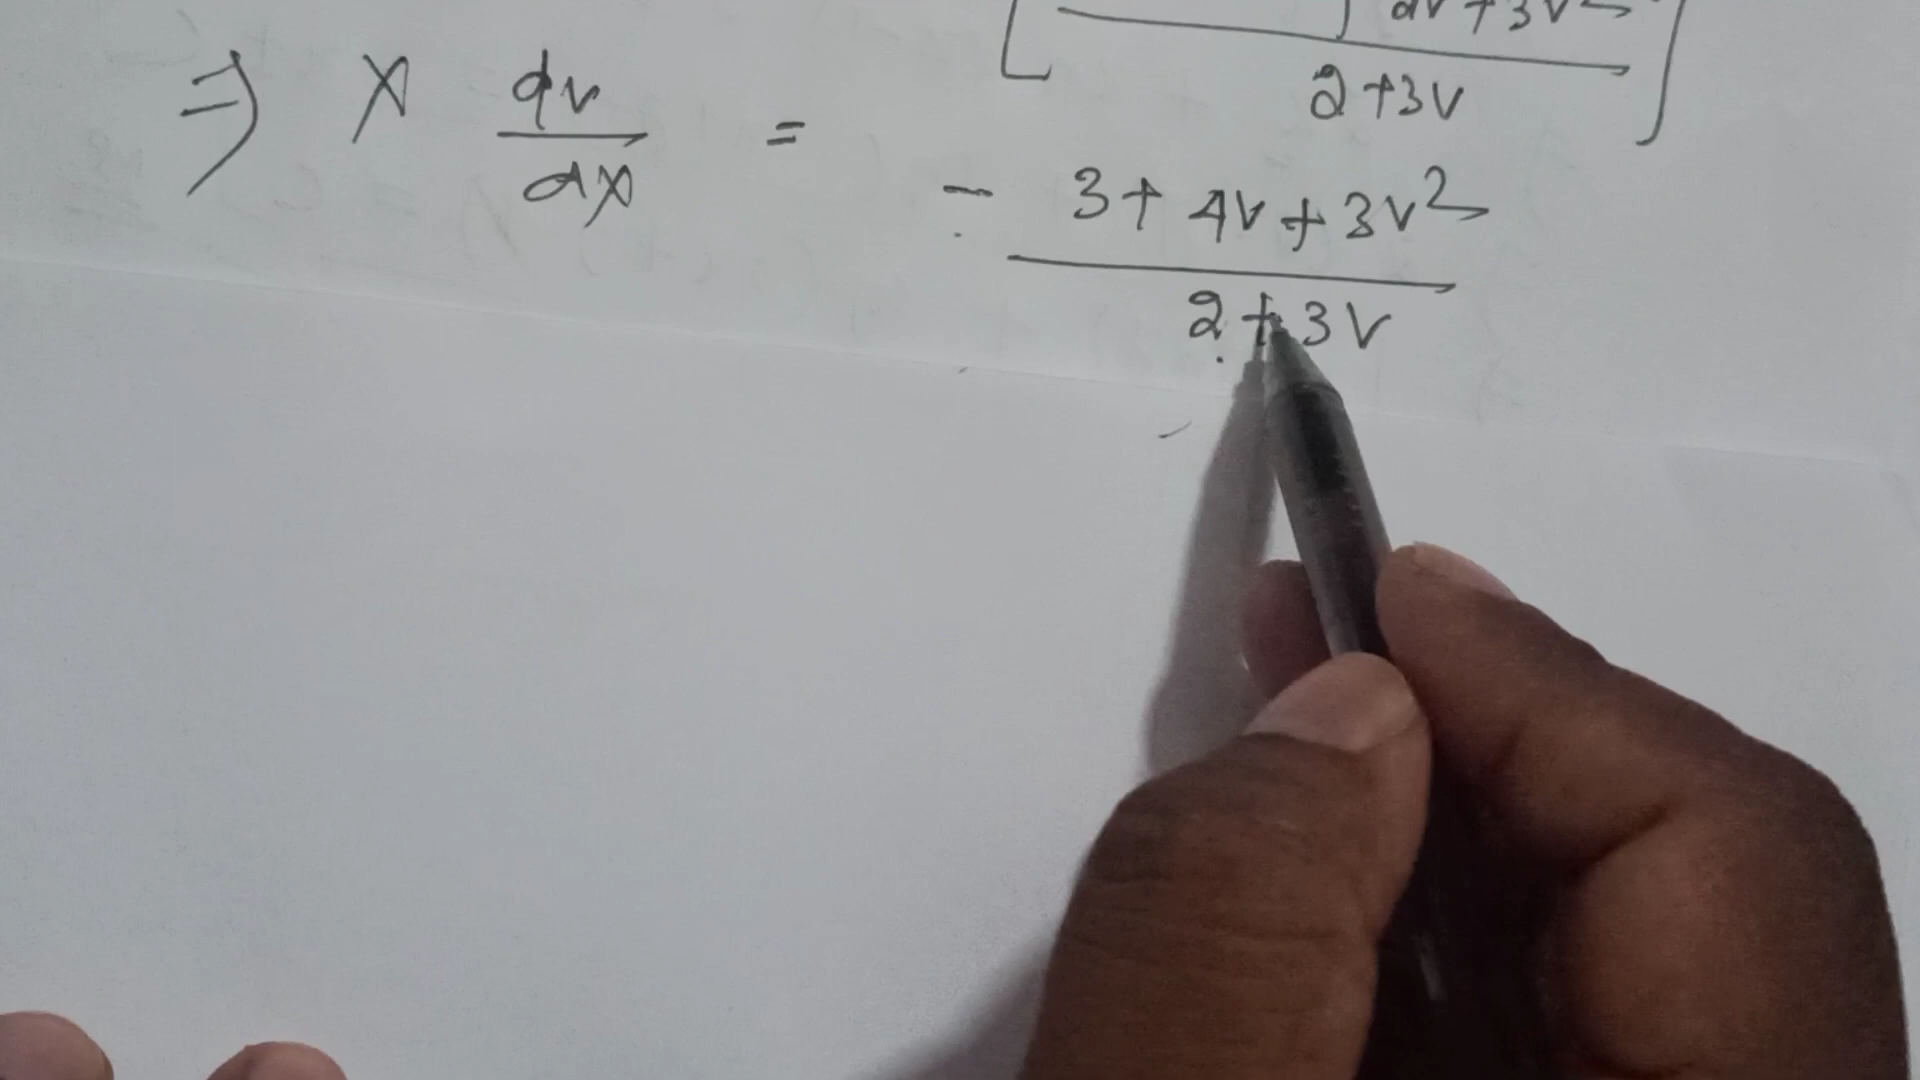 2v+3v²
2+3v
⇒ x dv/dx = - 3+4v+3v²/2+3v